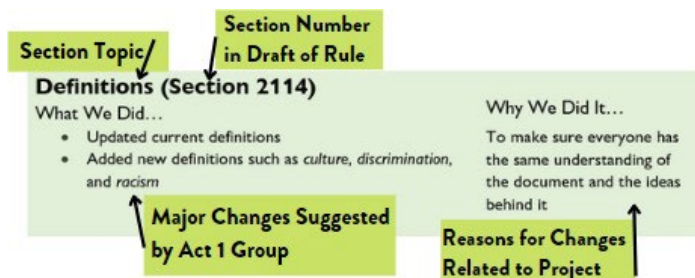 Section Topic
Section Number
in Draft of Rule
Definitions (Section 2114)
What We Did...
• Updated current definitions
• Added new definitions such as culture, discrimination,
and racism
Why We Did It...
To make sure everyone has
the same understanding of
the document and the ideas
behind it
Major Changes Suggested
by Act 1 Group
Reasons for Changes
Related to Project